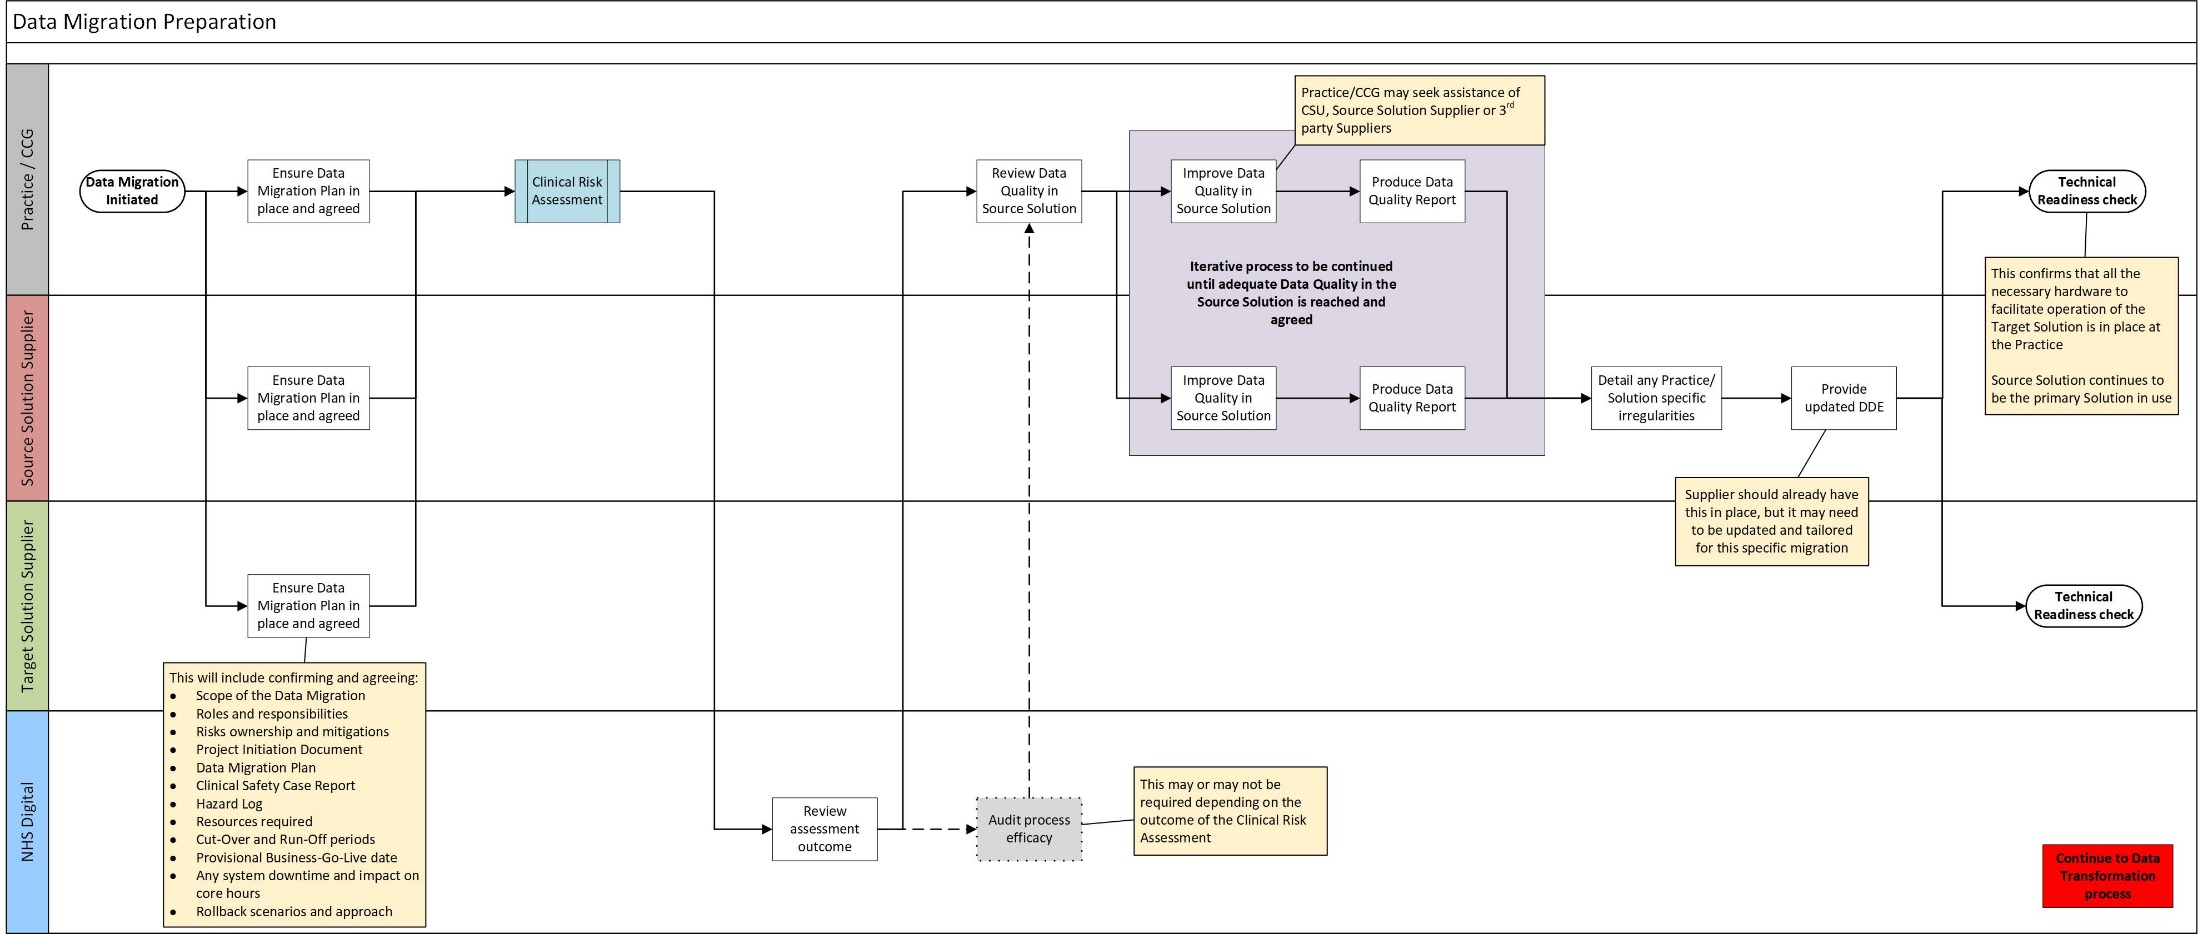 Data Migration Preparation
Practice / CCG
Data Migration
Initiated
Ensure Data
Migration Plan in
place and agreed
Clinical Risk
Assessment
Review Data
Quality in
Source Solution
Practice/CCG may seek assistance of
CSU, Source Solution Supplier or 3rd
party Suppliers
Improve Data
Quality in
Source Solution
Produce Data
Quality Report
Iterative process to be continued
until adequate Data Quality in the
Source Solution is reached and
agreed
Technical
Readiness check
This confirms that all the
necessary hardware to
facilitate operation of the
Target Solution is in place at
the Practice
Source Solution continues to
be the primary Solution in use
Source Solution Supplier
Ensure Data
Migration Plan in
place and agreed
Improve Data
Quality in
Source Solution
Produce Data
Quality Report
Detail any Practice/
Solution specific
irregularities
Provide
updated DDE
Supplier should already have
this in place, but it may need
to be updated and tailored
for this specific migration
Target Solution Supplier
Ensure Data
Migration Plan in
place and agreed
Technical
Readiness check
This will include confirming and agreeing:
● Scope of the Data Migration
● Roles and responsibilities
● Risks ownership and mitigations
● Project Initiation Document
● Data Migration Plan
● Clinical Safety Case Report
● Hazard Log
● Resources required
● Cut-Over and Run-Off periods
● Provisional Business-Go-Live date
● Any system downtime and impact on
core hours
● Rollback scenarios and approach
NHS Digital
Review
assessment
outcome
Audit process
efficacy
This may or may not be
required depending on the
outcome of the Clinical Risk
Assessment
Continue to Data
Transformation
process